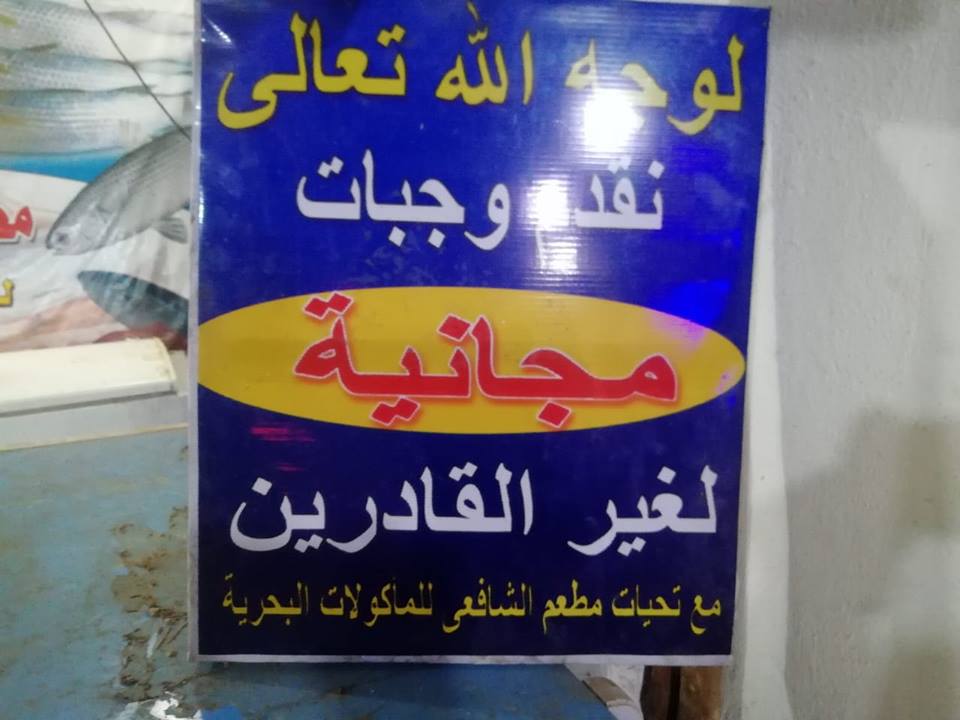 لوجه الله تعالى
نقدم وجبات
مجانية
لغير القادرين
مع تحيات مطعم الشافعى للمأكولات البحرية